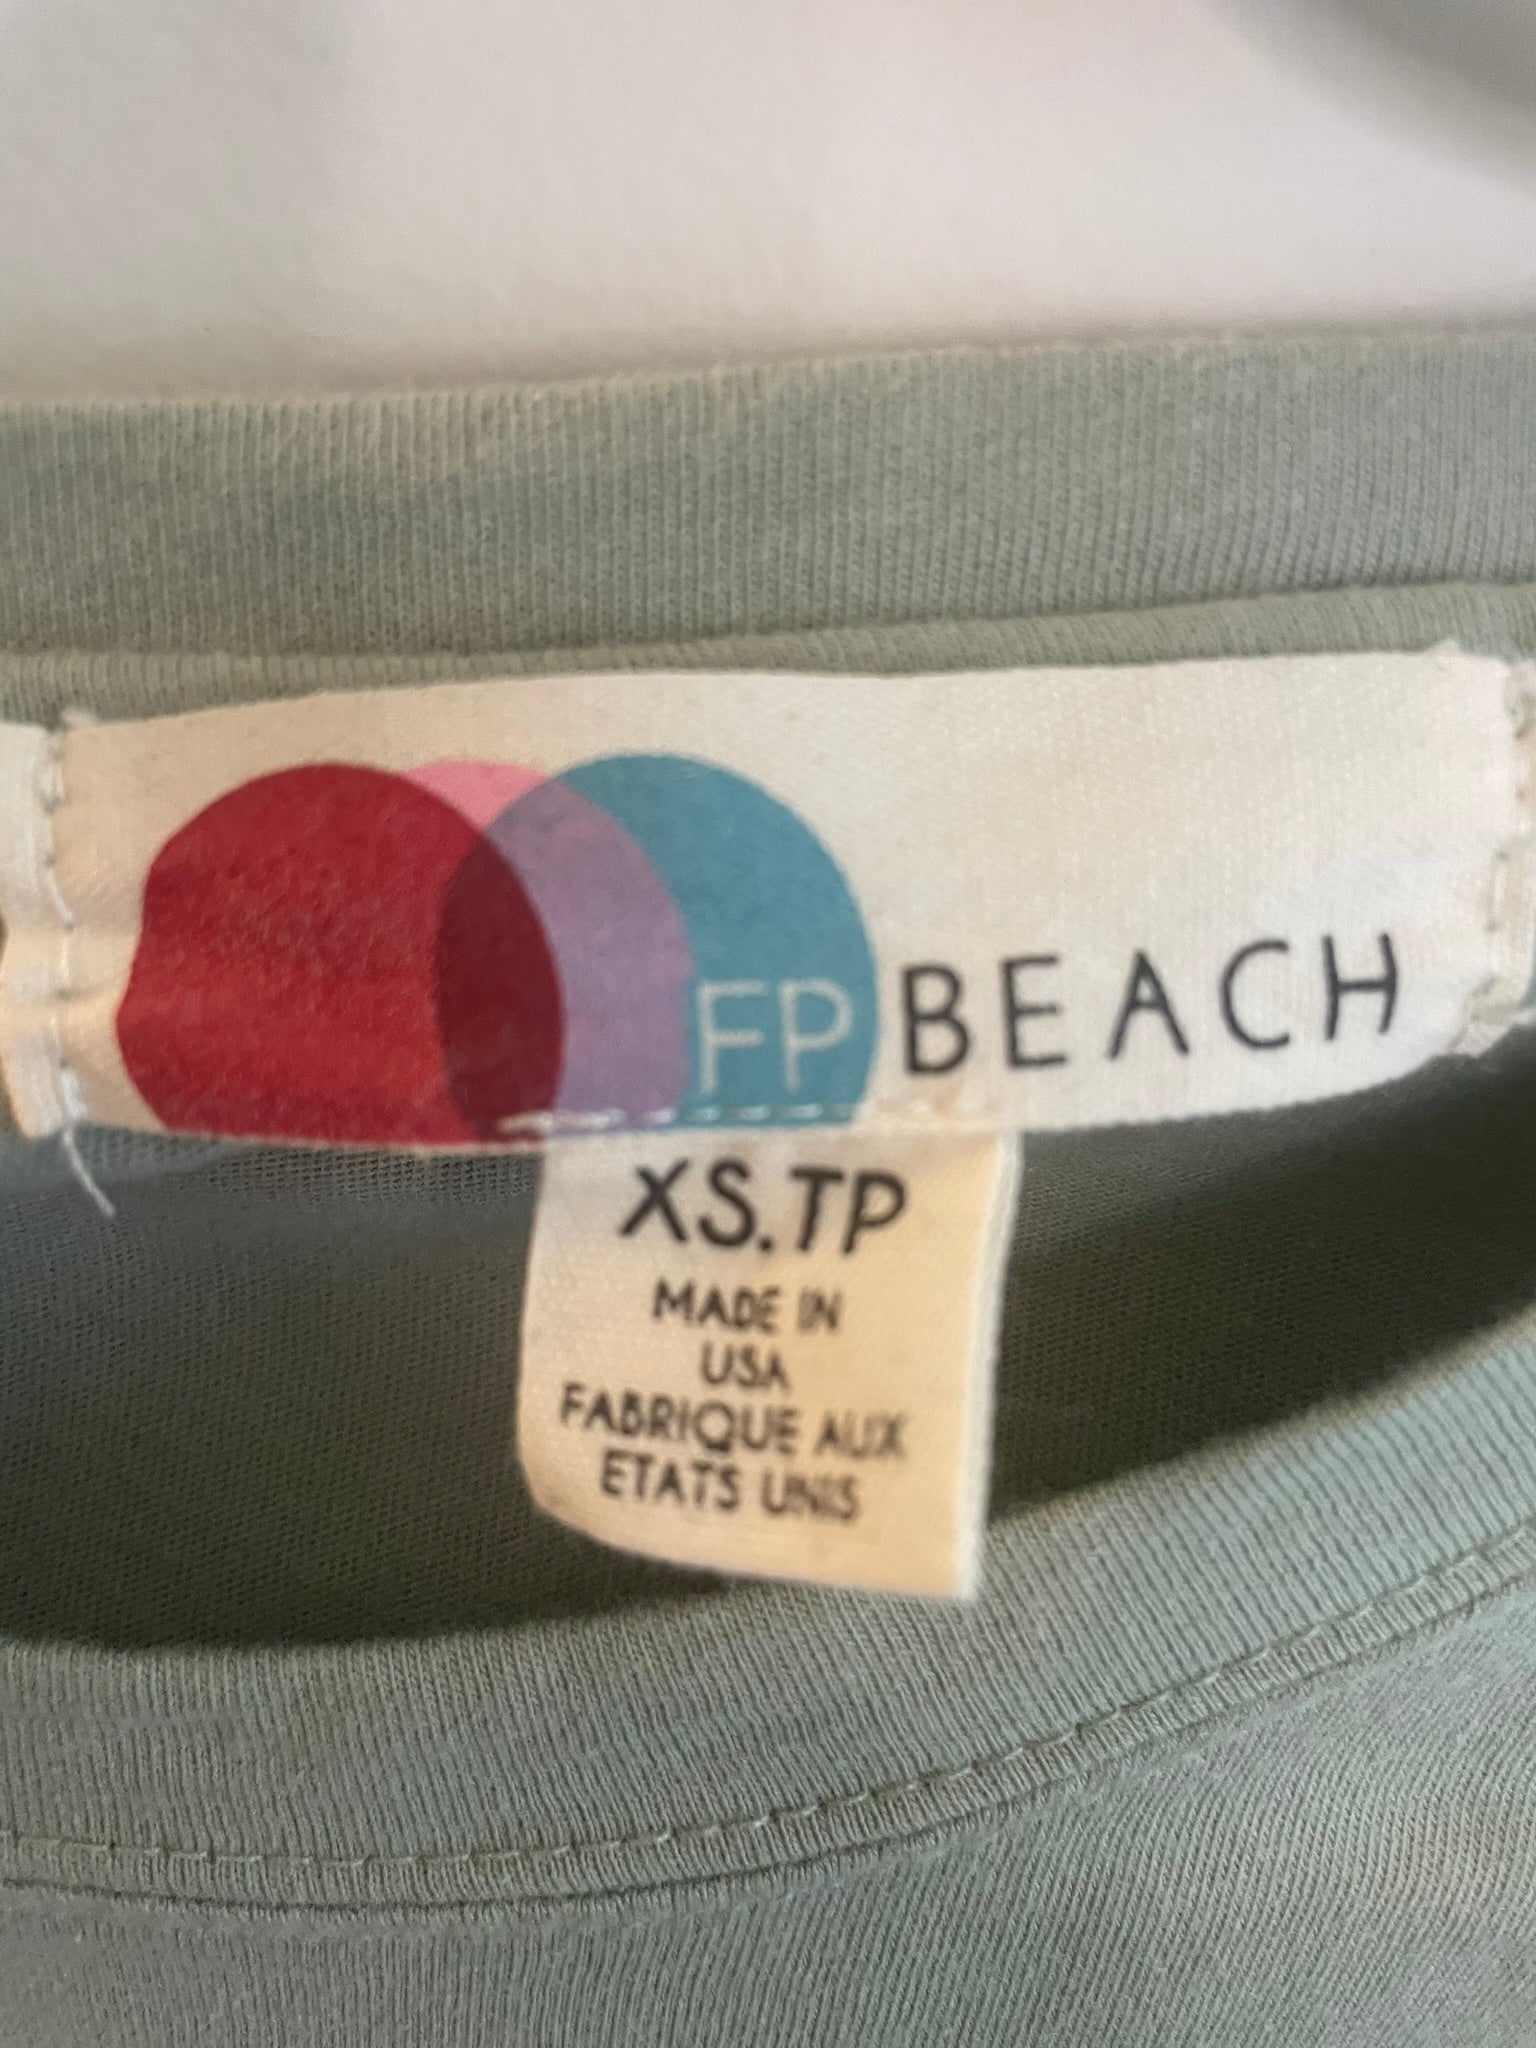 FP BEACH
XS.TP
MADE IN
USA
FABRIQUE AUX
ETATS UNIS